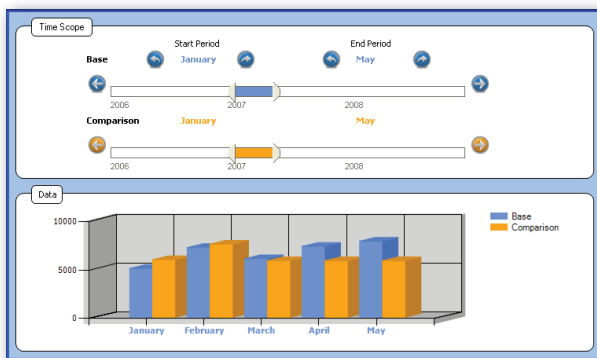 Time Scope
Start Period End Period
Base January May
2006 2007 2008
Comparison January May
2006 2007 2008
Data
10000
5000
0
January February March April May
Base
Comparison